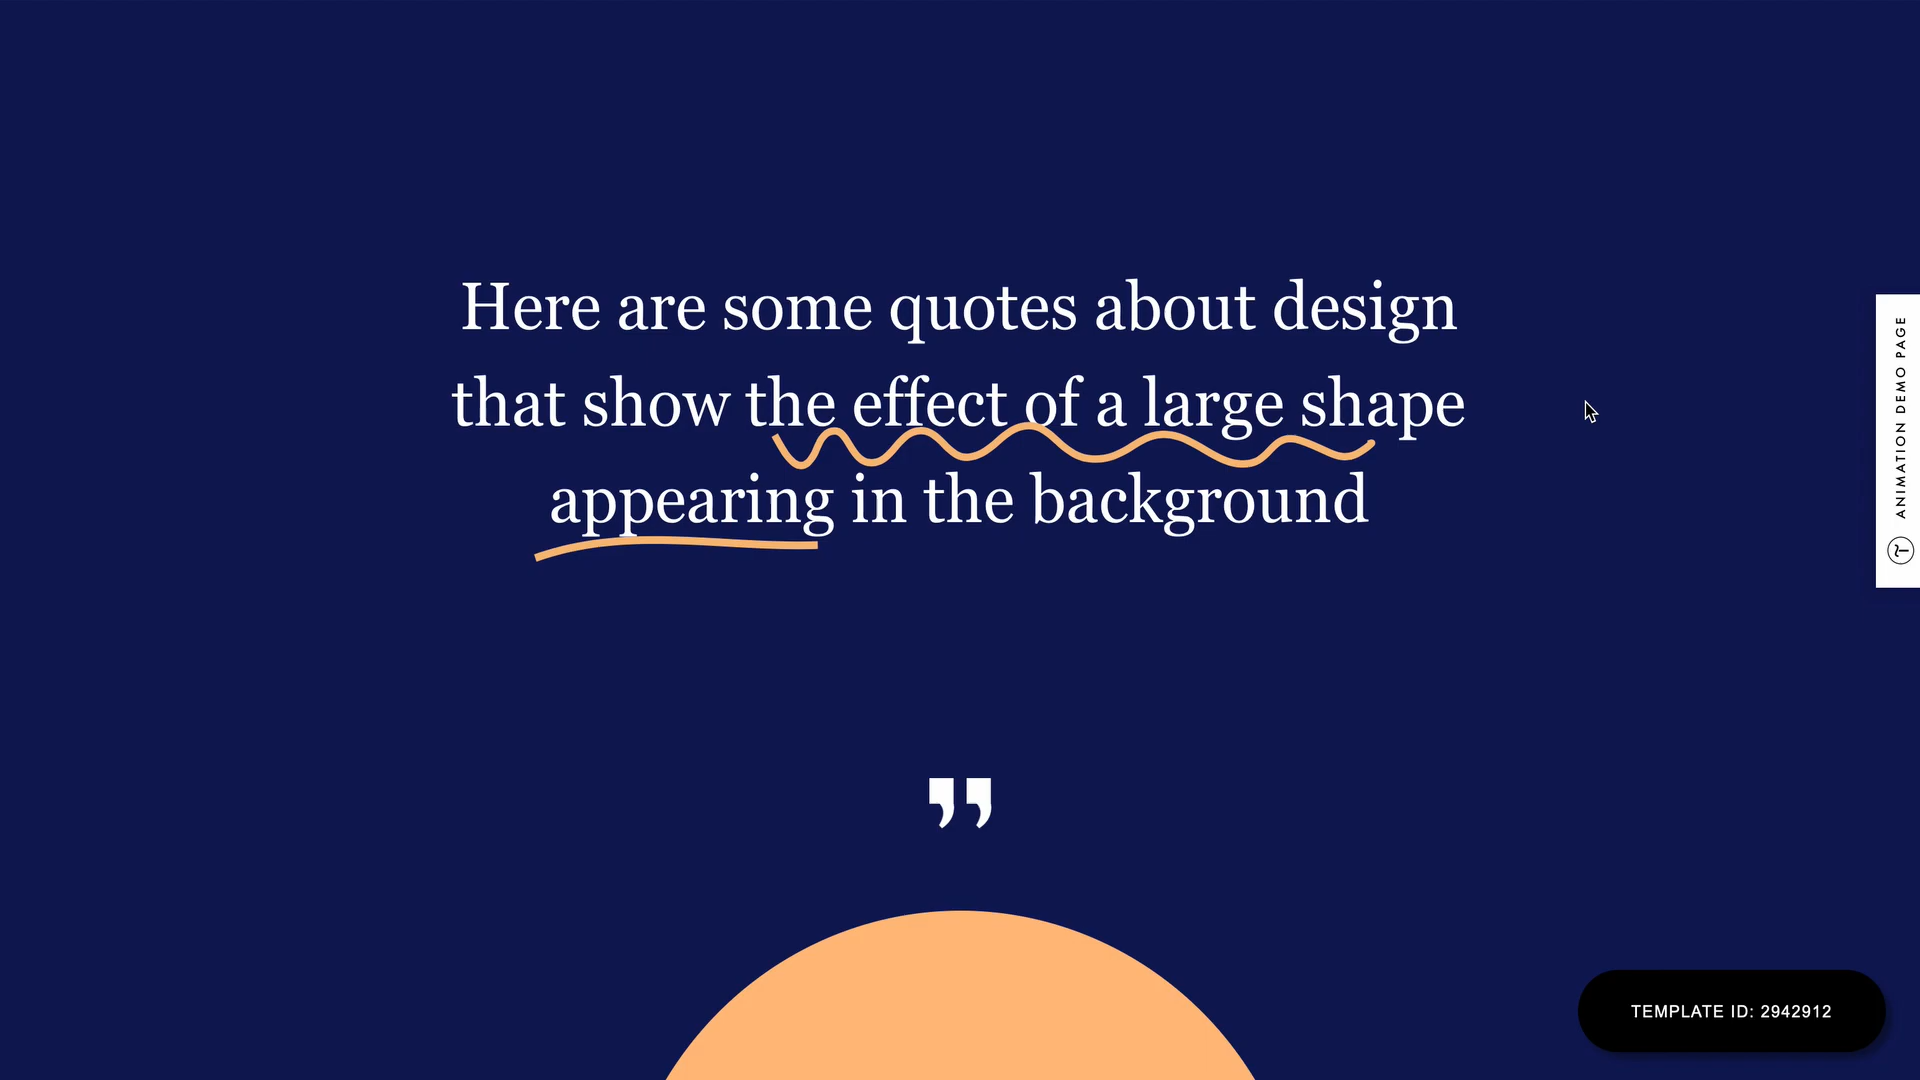 Here are some quotes about design
that show the effect of a large shape
appearing in the background
”
ANIMATION DEMO PAGE
TEMPLATE ID: 2942912